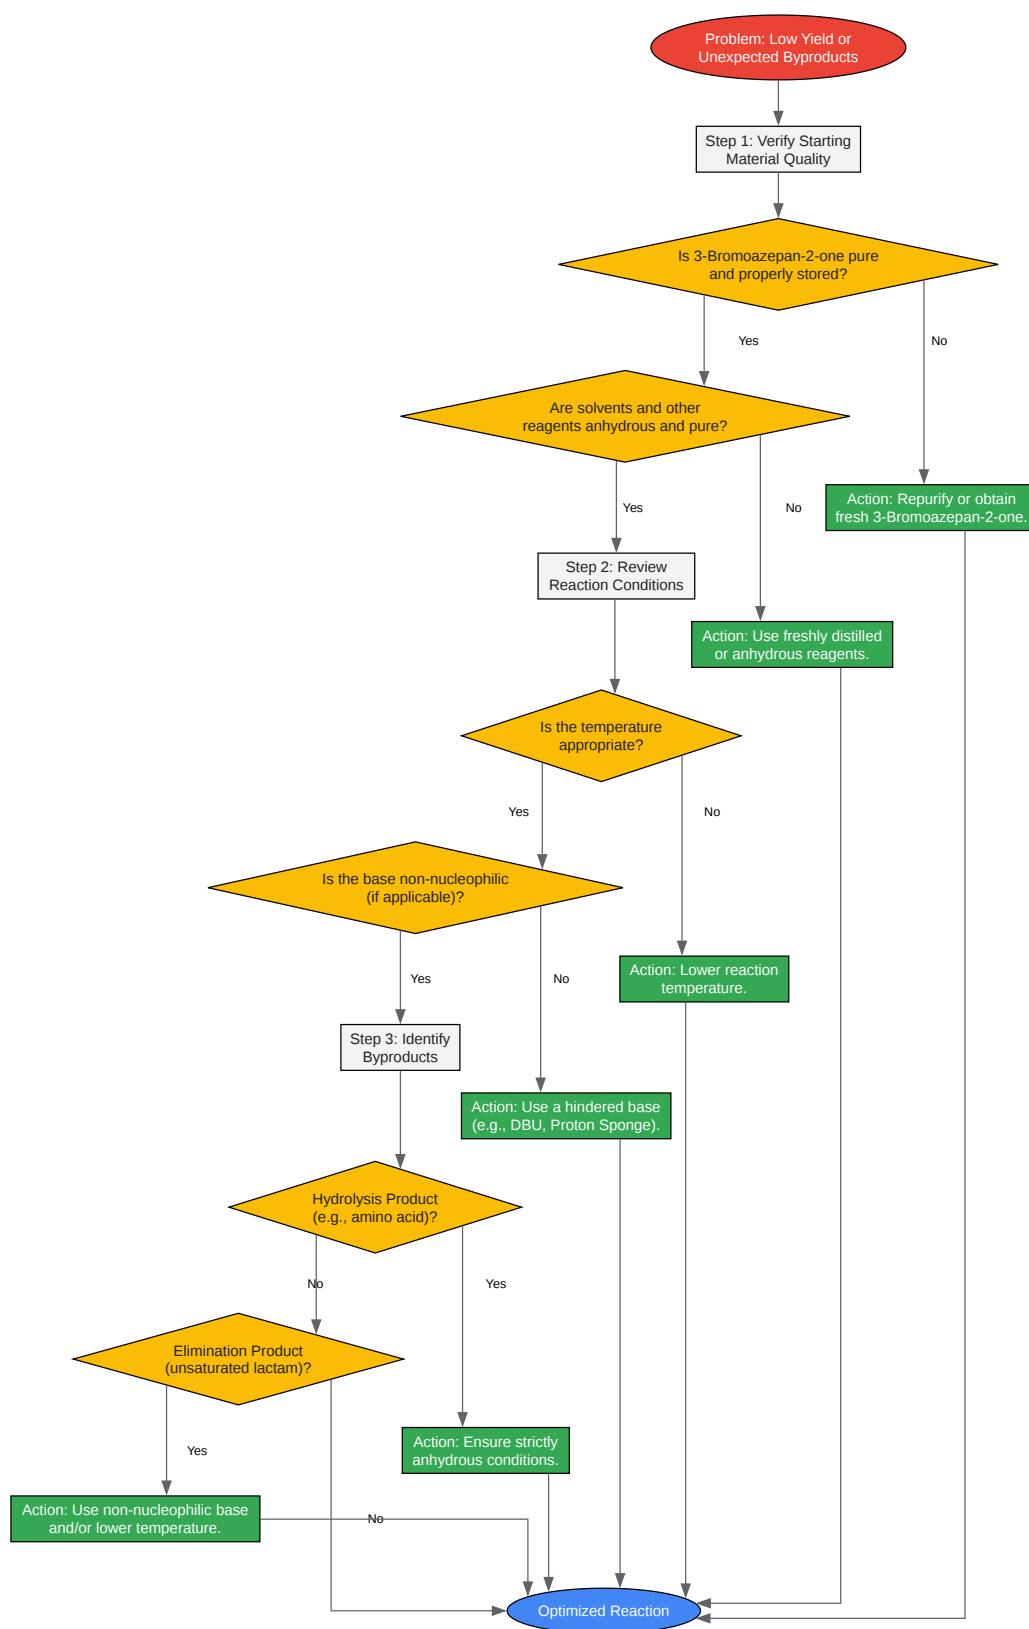 Problem: Low Yield or
Unexpected Byproducts
Step 1: Verify Starting
Material Quality
Is 3-Bromoazepan-2-one pure
and properly stored?
Yes
No
Are solvents and other
reagents anhydrous and pure?
Yes
No
Action: Repurify or obtain
fresh 3-Bromoazepan-2-one.
Step 2: Review
Reaction Conditions
Action: Use freshly distilled
or anhydrous reagents.
Is the temperature
appropriate?
Yes
No
Is the base non-nucleophilic
(if applicable)?
Yes
No
Action: Lower reaction
temperature.
Step 3: Identify
Byproducts
Action: Use a hindered base
(e.g., DBU, Proton Sponge).
Hydrolysis Product
(e.g., amino acid)?
No
Yes
Elimination Product
(unsaturated lactam)?
Yes
Action: Ensure strictly
anhydrous conditions.
Action: Use non-nucleophilic base
and/or lower temperature.
No
Optimized Reaction